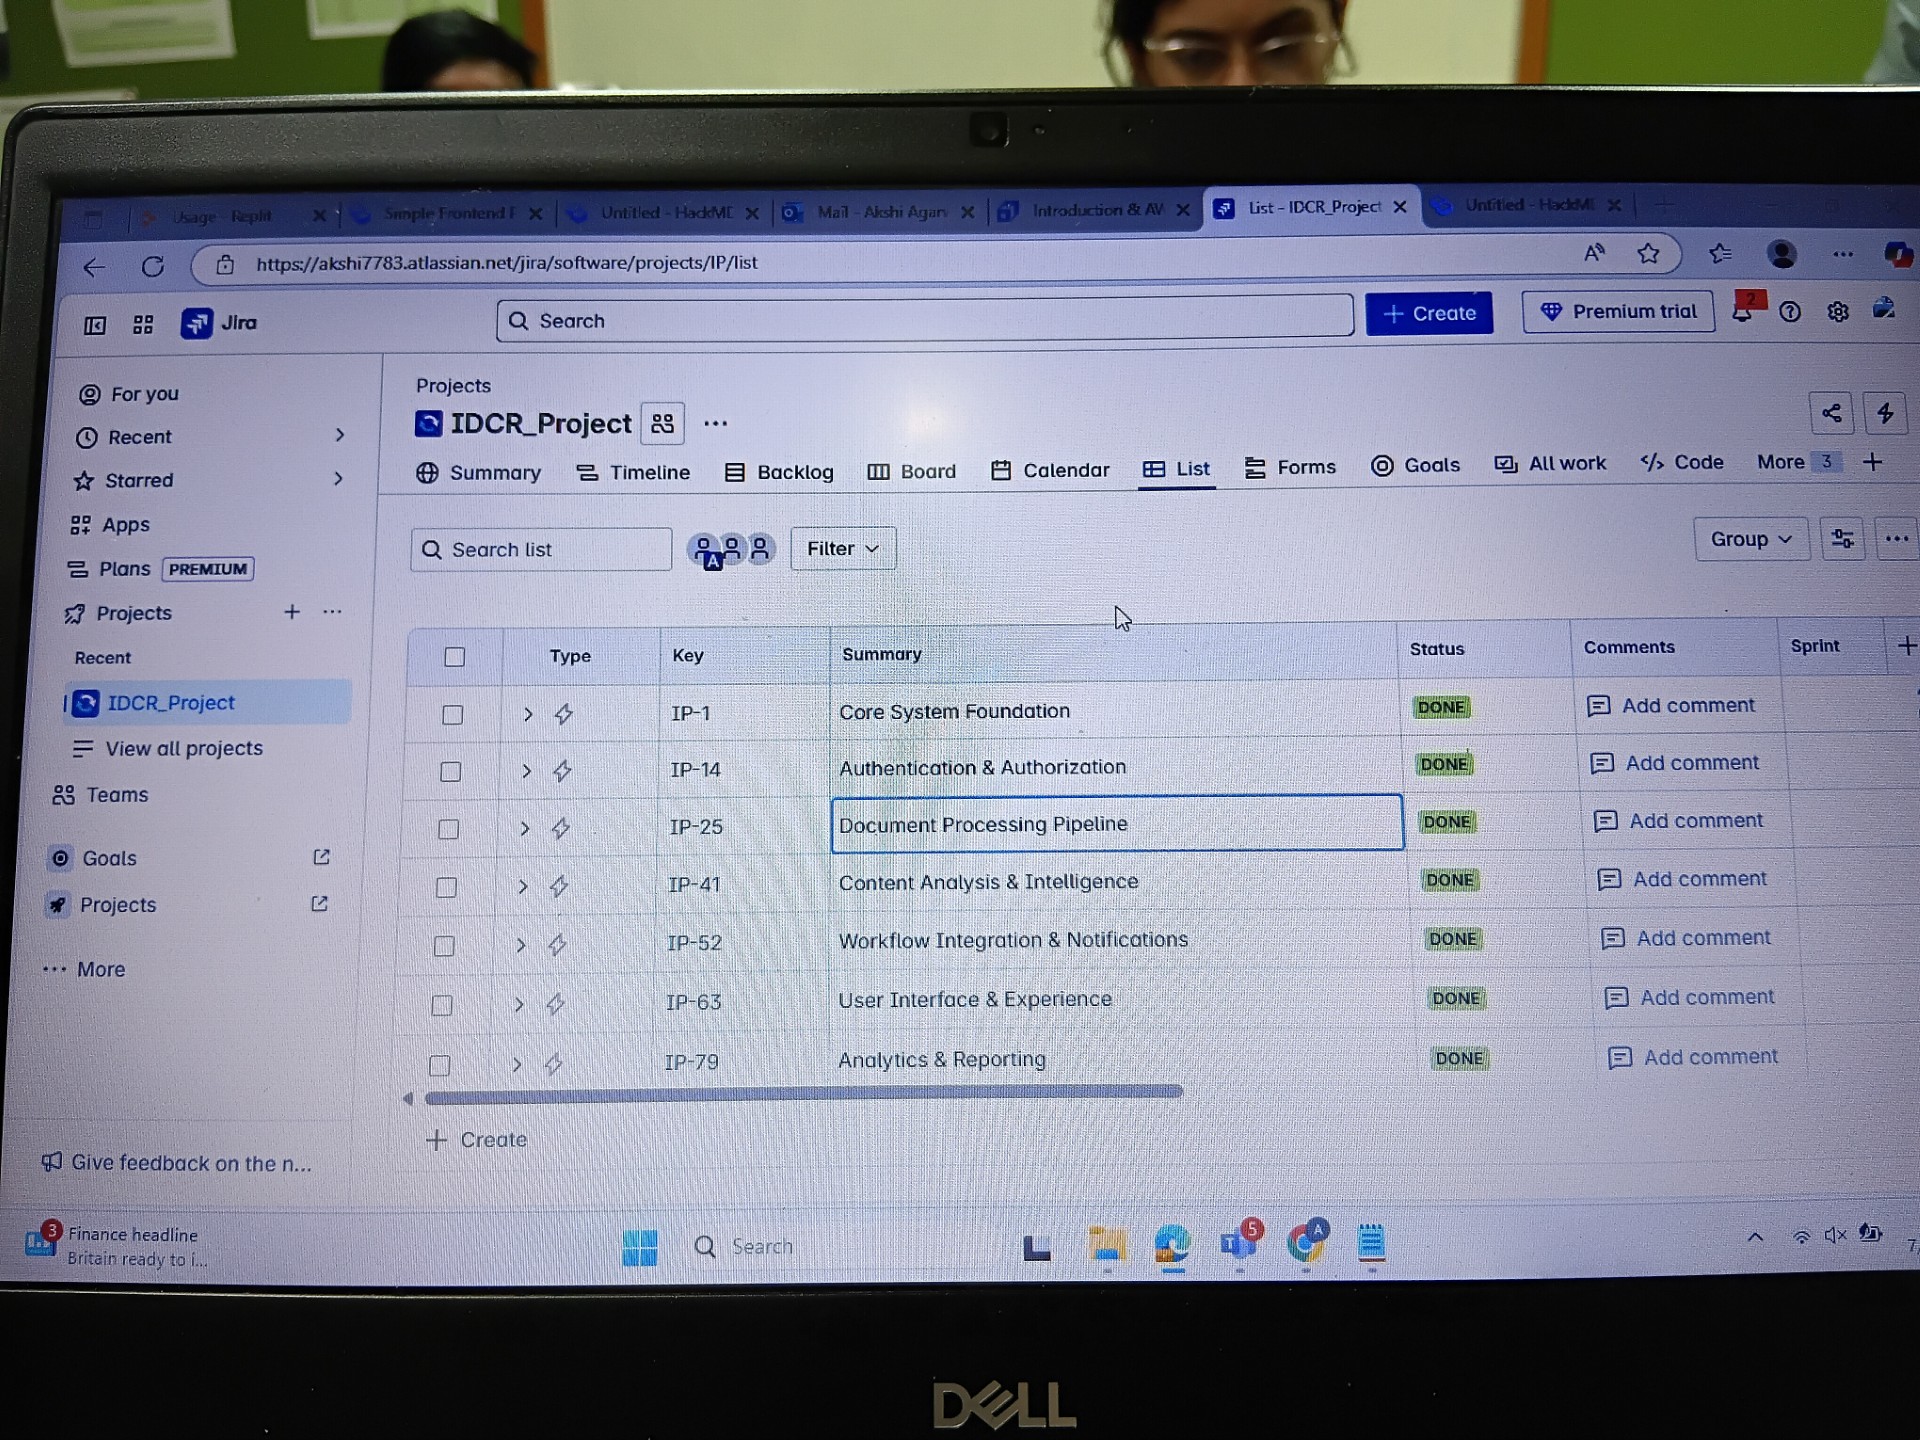 Usage - Replit
Simple Frontend F
Untitled - HackMD
Mail - Akshi Agarw
Introduction & AW
List - IDCR_Project
Untitled - HackM
https://akshi7783.atlassian.net/jira/software/projects/IP/list
Jira
Search
+ Create
Premium trial
2
For you
Recent
Starred
Apps
Plans PREMIUM
Projects
Recent
IDCR_Project
View all projects
Teams
Goals
Projects
More
Give feedback on the n...
Projects
IDCR_Project
Summary Timeline Backlog Board Calendar List Forms Goals All work Code More 3
Search list
A
Filter
Group
Type Key Summary Status Comments Sprint
IP-1 Core System Foundation DONE Add comment
IP-14 Authentication & Authorization DONE Add comment
IP-25 Document Processing Pipeline DONE Add comment
IP-41 Content Analysis & Intelligence DONE Add comment
IP-52 Workflow Integration & Notifications DONE Add comment
IP-63 User Interface & Experience DONE Add comment
IP-79 Analytics & Reporting DONE Add comment
+ Create
3
Finance headline
Britain ready to i...
Search
T
5
A
DELL